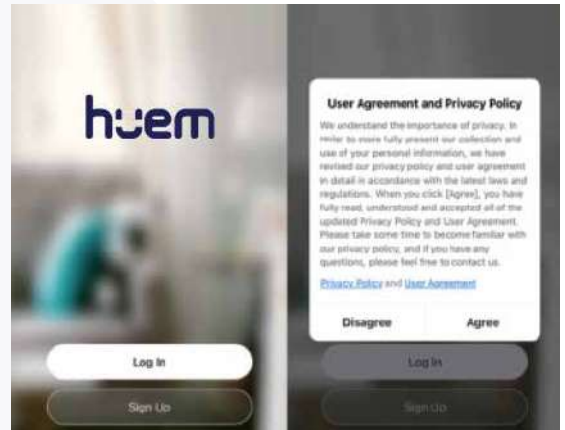 huem
Log In
Sign Up
User Agreement and Privacy Policy
We understand the importance of privacy. In
order to more fully present our collection and
use of your personal information, we have
revised our privacy policy and user agreement
in detail in accordance with the latest laws and
regulations. When you click [Agree], you have
fully read, understood and accepted all of the
updated Privacy Policy and User Agreement.
Please take some time to become familiar with
our privacy policy, and if you have any
questions, please feel free to contact us.
Privacy Policy and User Agreement
Disagree Agree
Log In
Sign Up